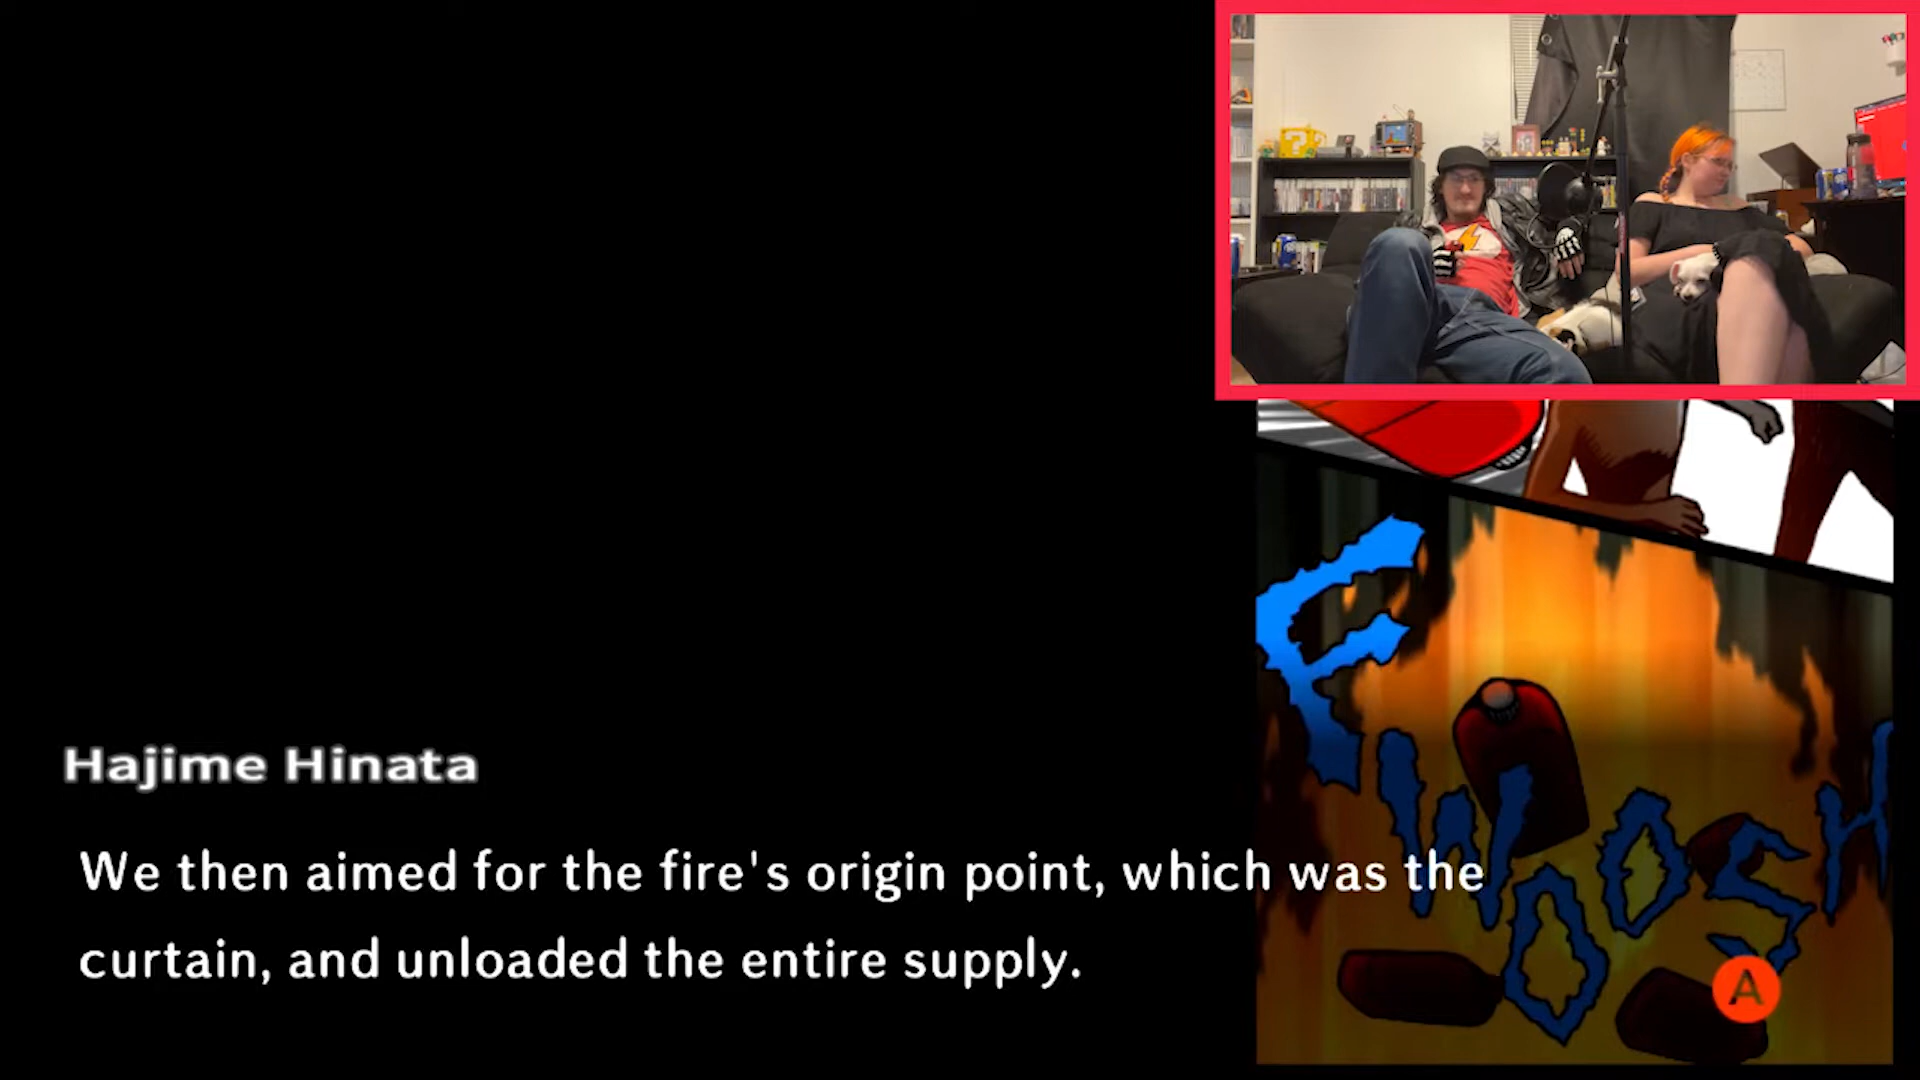 FWOOSH
Hajime Hinata
We then aimed for the fire's origin point, which was the
curtain, and unloaded the entire supply.
A